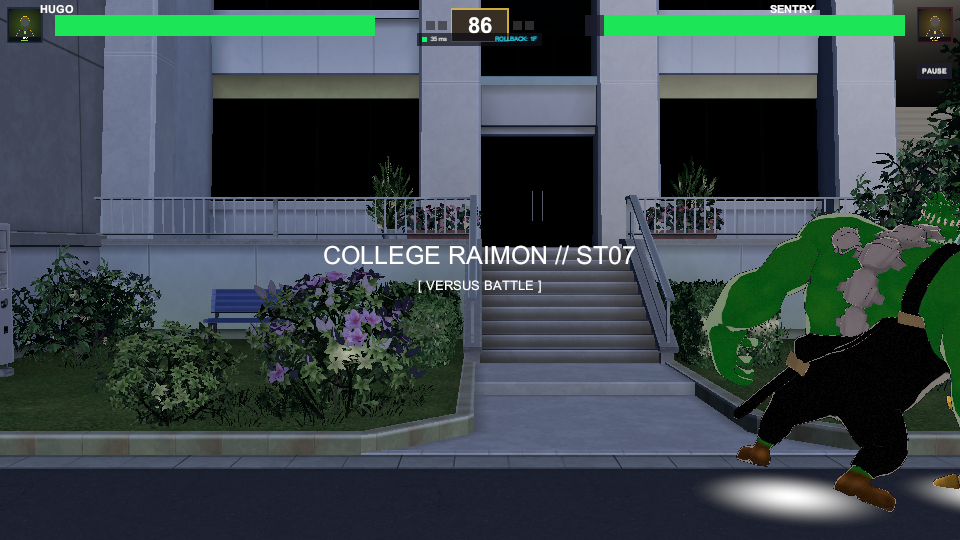 HUGO
SENTRY
86
35 ms
ROLLBACK: 1F
PAUSE
COLLEGE RAIMON // ST07
[ VERSUS BATTLE ]